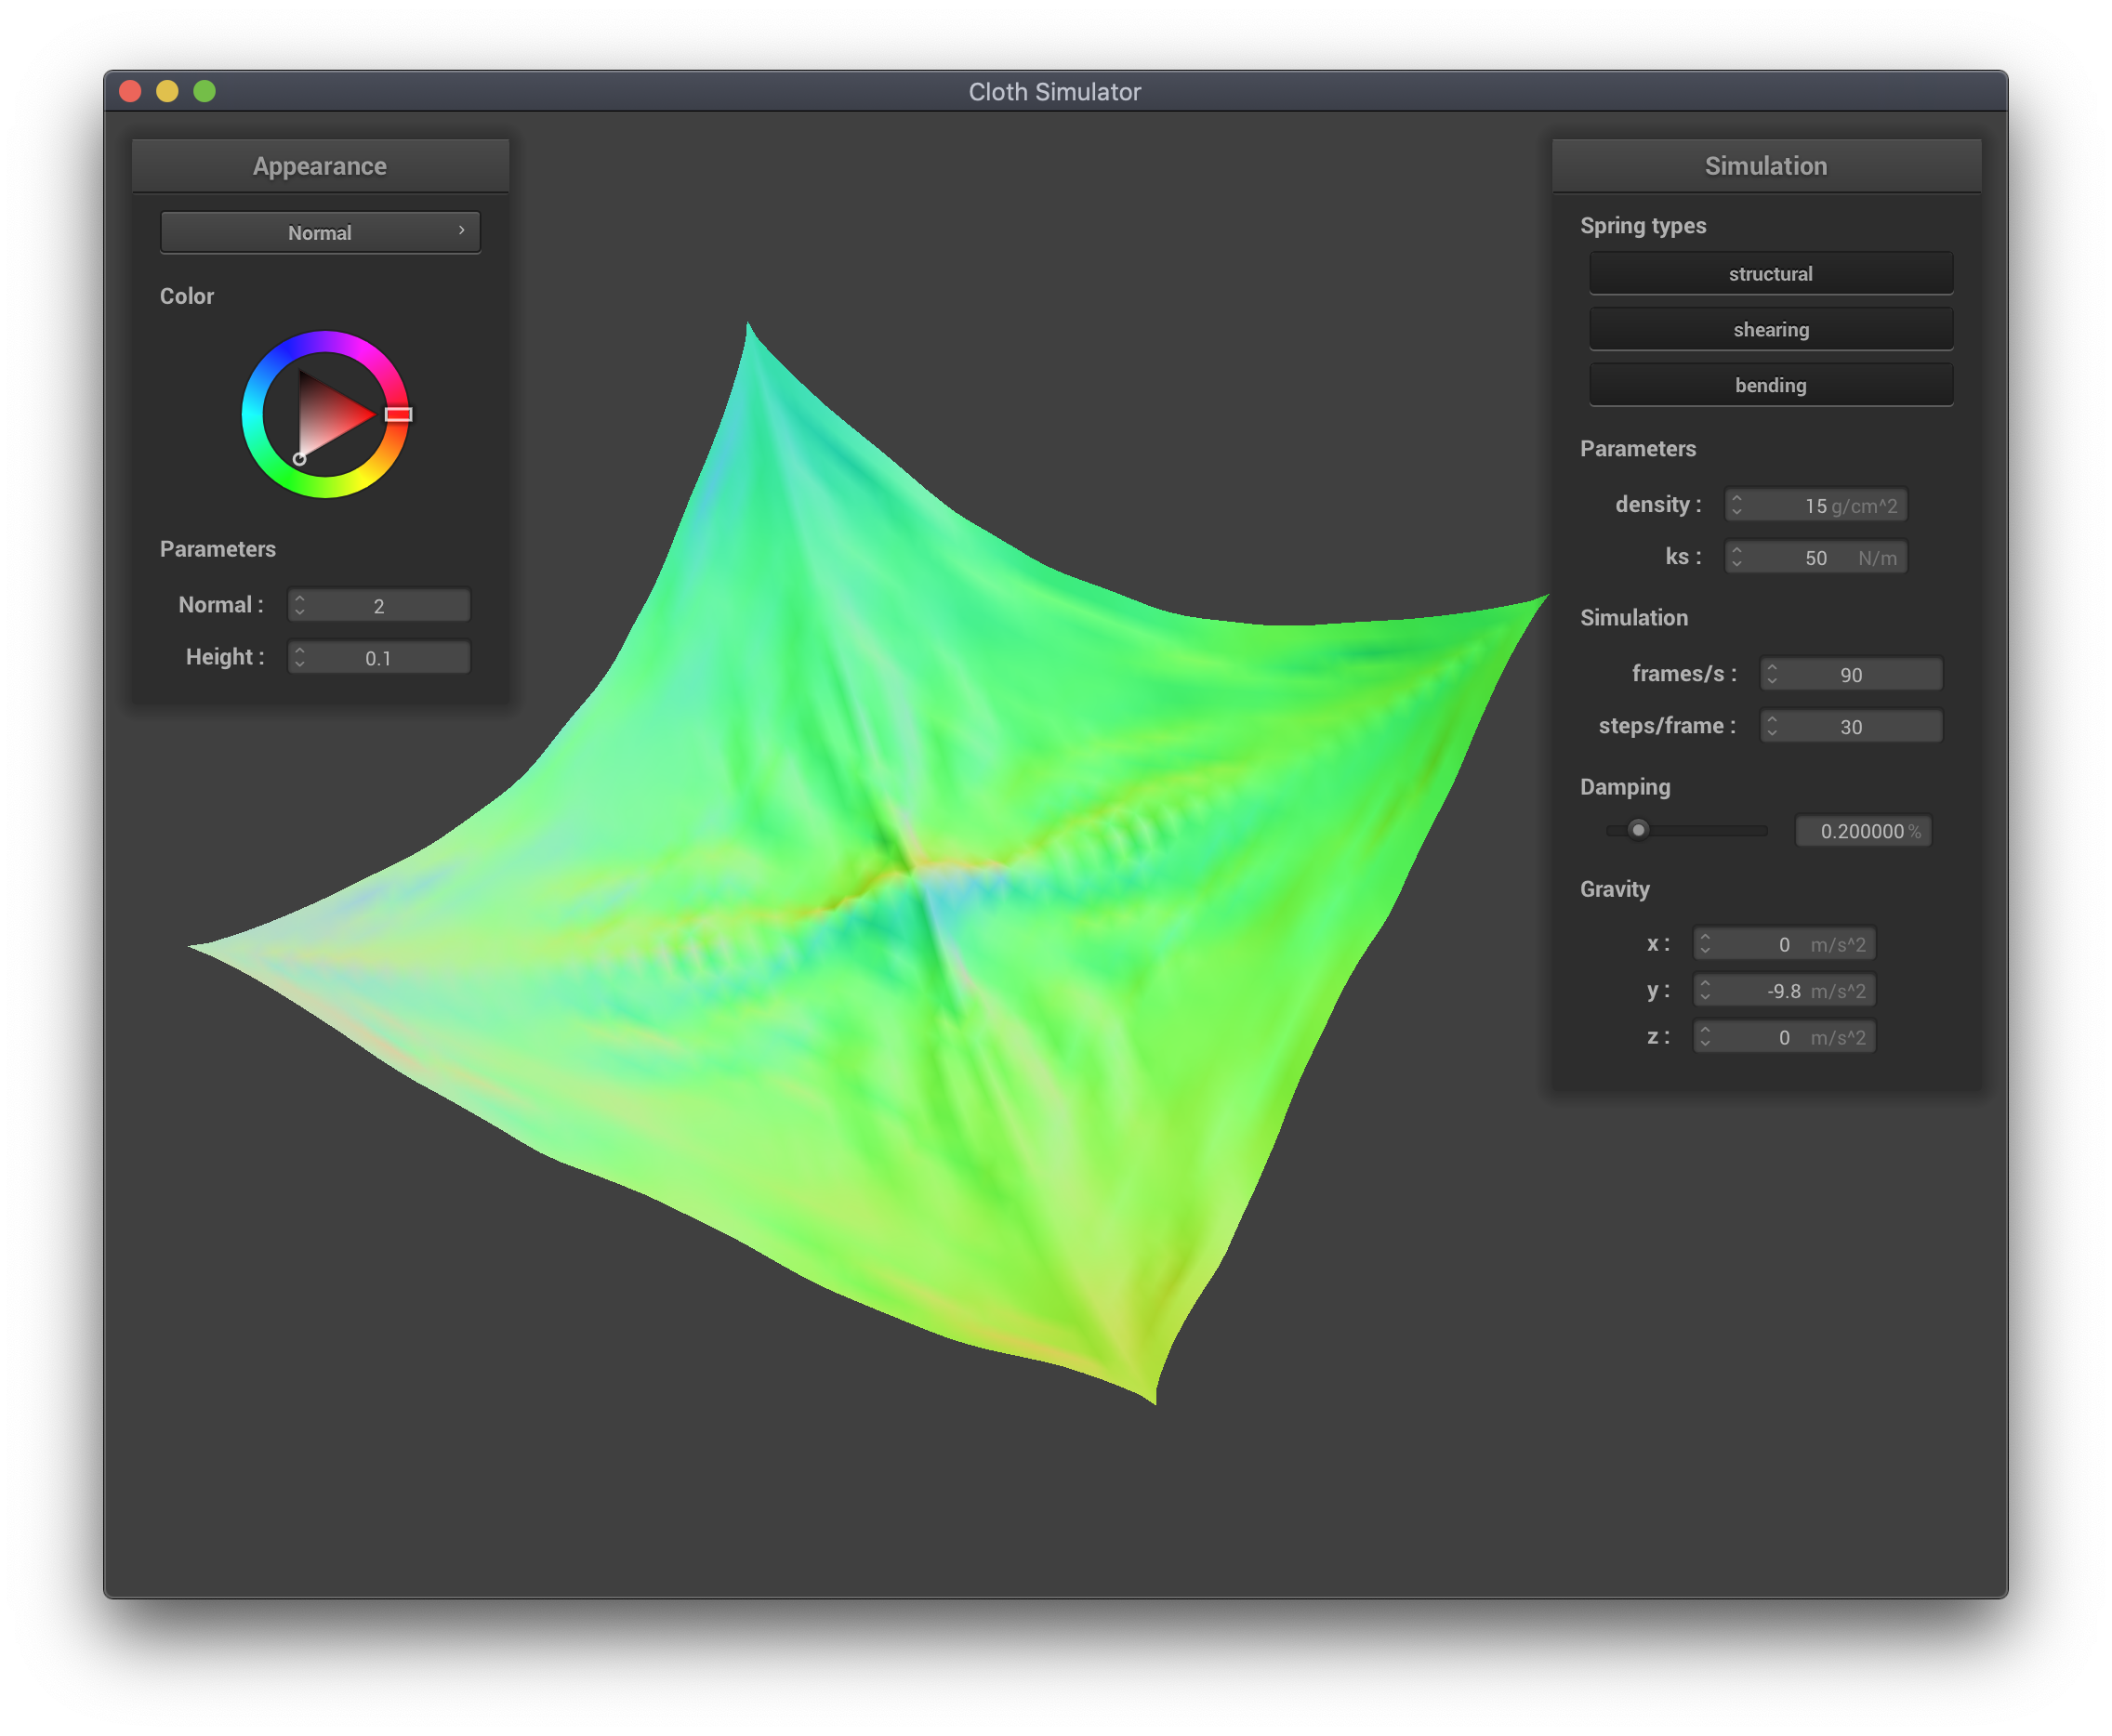 Cloth Simulator
Appearance
Normal
Color
Parameters
Normal : 2
Height : 0.1
Simulation
Spring types
structural
shearing
bending
Parameters
density : 15 g/cm^2
ks : 50 N/m
Simulation
frames/s : 90
steps/frame : 30
Damping
0.200000 %
Gravity
x : 0 m/s^2
y : -9.8 m/s^2
z : 0 m/s^2